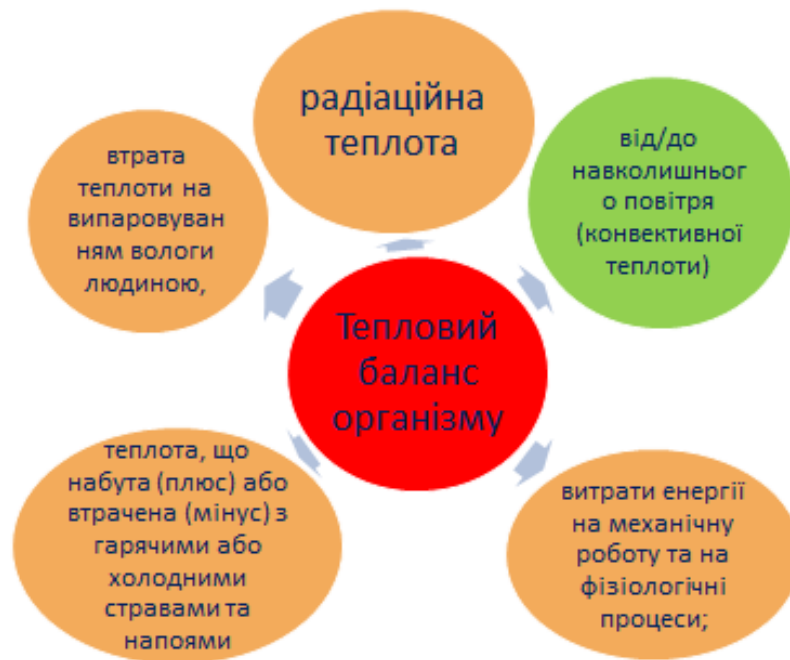 радіаційна
теплота
від/до
навколишньог
о повітря
(конвективної
теплоти)
втрата
теплоти на
випаровуван
ням вологи
людиною,
Тепловий
баланс
організму
теплота, що
набута (плюс) або
втрачена (мінус) з
гарячими або
холодними
стравами та
напоями
витрати енергії
на механічну
роботу та на
фізіологічні
процеси;